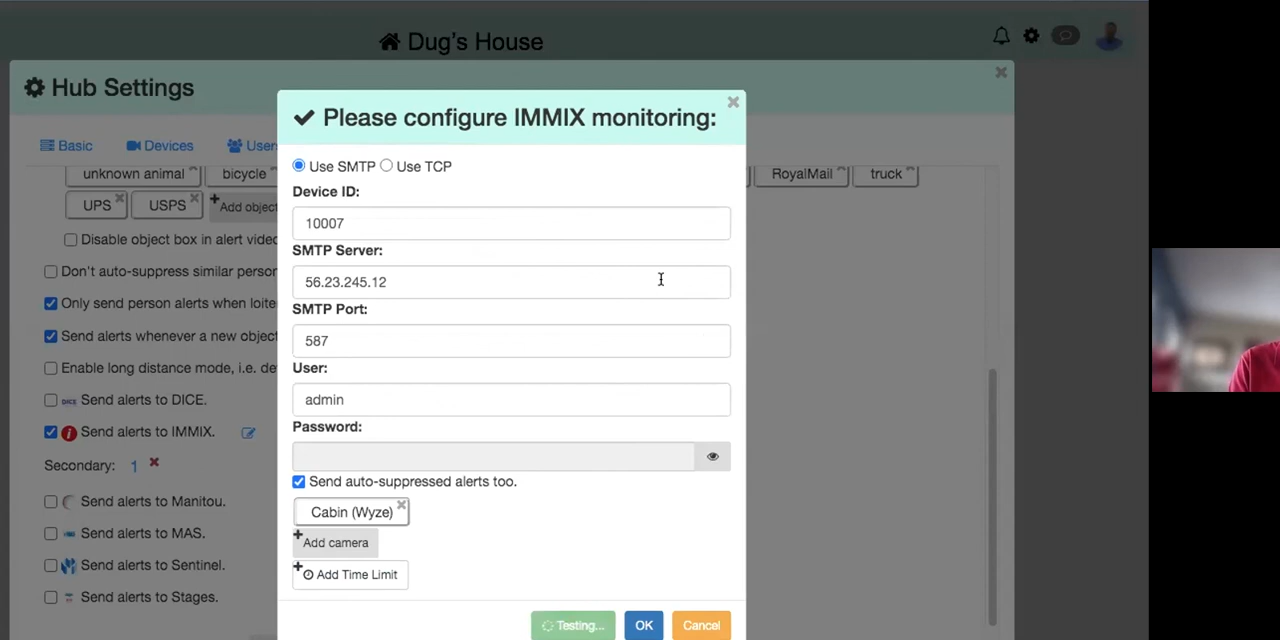 Dug's House
Hub Settings
Please configure IMMIX monitoring:
Basic Devices Users
Use SMTP Use TCP
unknown animal bicycle RoyalMail truck
Device ID:
UPS USPS Add object
10007
Disable object box in alert video
SMTP Server:
Don't auto-suppress similar person
56.23.245.12
Only send person alerts when loite
SMTP Port:
Send alerts whenever a new object
587
Enable long distance mode, i.e. de
User:
Send alerts to DICE.
admin
Send alerts to IMMIX.
Password:
Secondary: 1
Send auto-suppressed alerts too.
Send alerts to Manitou.
Cabin (Wyze)
Send alerts to MAS.
Add camera
Send alerts to Sentinel.
Add Time Limit
Send alerts to Stages.
Testing... OK Cancel